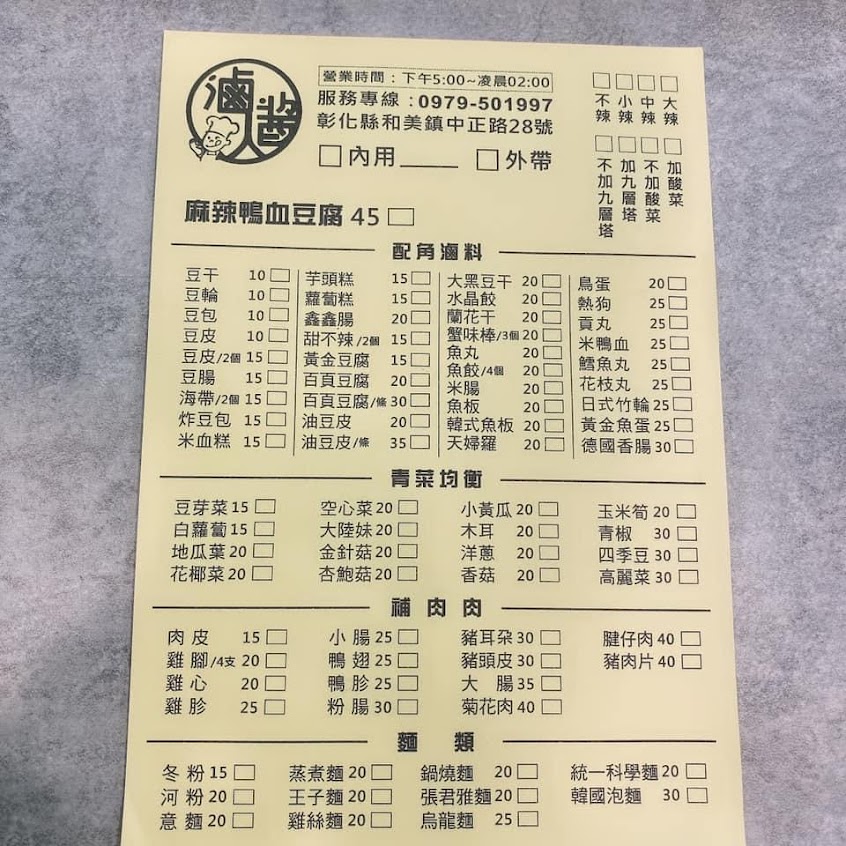 滷人醬
營業時間：下午5:00~凌晨02:00
服務專線：0979-501997
彰化縣和美鎮中正路28號
□內用____ □外帶
□不辣 □小辣 □中辣 □大辣
□不加九層塔 □加九層塔 □不加酸菜 □加酸菜
麻辣鴨血豆腐 45 □
配角滷料
豆干 10 □ 芋頭糕 15 □ 大黑豆干 20 □ 鳥蛋 20 □
豆輪 10 □ 蘿蔔糕 15 □ 水晶餃 20 □ 熱狗 25 □
豆包 10 □ 鑫鑫腸 20 □ 蘭花干 20 □ 貢丸 25 □
豆皮 10 □ 甜不辣/2個 15 □ 蟹味棒/3個 20 □ 米鴨血 25 □
豆皮/2個 15 □ 黃金豆腐 15 □ 魚丸 20 □ 鱈魚丸 25 □
豆腸 15 □ 百頁豆腐 20 □ 魚餃/4個 20 □ 花枝丸 25 □
海帶/2個 15 □ 百頁豆腐/條 30 □ 米腸 20 □ 日式竹輪 25 □
炸豆包 15 □ 油豆皮 20 □ 魚板 20 □ 黃金魚蛋 25 □
米血糕 15 □ 油豆皮/條 35 □ 韓式魚板 20 □ 德國香腸 30 □
天婦羅 20 □
青菜均衡
豆芽菜 15 □ 空心菜 20 □ 小黃瓜 20 □ 玉米筍 20 □
白蘿蔔 15 □ 大陸妹 20 □ 木耳 20 □ 青椒 30 □
地瓜葉 20 □ 金針菇 20 □ 洋蔥 20 □ 四季豆 30 □
花椰菜 20 □ 杏鮑菇 20 □ 香菇 20 □ 高麗菜 30 □
補肉肉
肉皮 15 □ 小腸 25 □ 豬耳朵 30 □ 腱仔肉 40 □
雞腳/4支 20 □ 鴨翅 25 □ 豬頭皮 30 □ 豬肉片 40 □
雞心 20 □ 鴨胗 25 □ 大腸 35 □
雞胗 25 □ 粉腸 30 □ 菊花肉 40 □
麵類
冬粉 15 □ 蒸煮麵 20 □ 鍋燒麵 20 □ 統一科學麵 20 □
河粉 20 □ 王子麵 20 □ 張君雅麵 20 □ 韓國泡麵 30 □
意麵 20 □ 雞絲麵 20 □ 烏龍麵 25 □